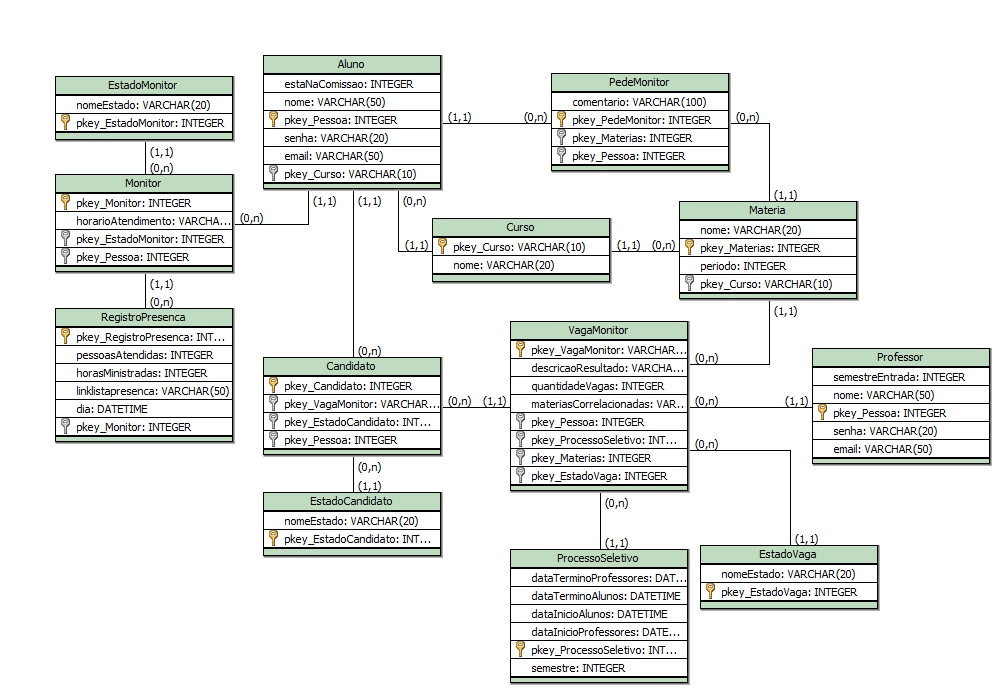 EstadoMonitor
nomeEstado: VARCHAR(20)
pkey_EstadoMonitor: INTEGER
(1,1)
(0,n)
Monitor
pkey_Monitor: INTEGER
horarioAtendimento: VARCHA...
pkey_EstadoMonitor: INTEGER
pkey_Pessoa: INTEGER
(0,n)
(1,1)
(0,n)
RegistroPresenca
pkey_RegistroPresenca: INT...
pessoasAtendidas: INTEGER
horasMinistradas: INTEGER
linklistapresenca: VARCHAR(50)
dia: DATETIME
pkey_Monitor: INTEGER
Aluno
estaNaComissao: INTEGER
nome: VARCHAR(50)
pkey_Pessoa: INTEGER
senha: VARCHAR(20)
email: VARCHAR(50)
pkey_Curso: VARCHAR(10)
(1,1)
(0,n)
(1,1)
(1,1)
(0,n)
PedeMonitor
comentario: VARCHAR(100)
pkey_PedeMonitor: INTEGER
pkey_Materias: INTEGER
pkey_Pessoa: INTEGER
(0,n)
(1,1)
Materia
nome: VARCHAR(20)
pkey_Materias: INTEGER
periodo: INTEGER
pkey_Curso: VARCHAR(10)
(1,1)
Curso
pkey_Curso: VARCHAR(10)
nome: VARCHAR(20)
(1,1)
(1,1)
(0,n)
(0,n)
Candidato
pkey_Candidato: INTEGER
pkey_VagaMonitor: VARCHAR...
pkey_EstadoCandidato: INT...
pkey_Pessoa: INTEGER
(0,n)
(1,1)
(0,n)
(1,1)
EstadoCandidato
nomeEstado: VARCHAR(20)
pkey_EstadoCandidato: INT...
VagaMonitor
pkey_VagaMonitor: VARCHAR...
descricaoResultado: VARCHA...
quantidadeVagas: INTEGER
materiasCorrelacionadas: VAR...
pkey_Pessoa: INTEGER
pkey_ProcessoSeletivo: INT...
pkey_Materias: INTEGER
pkey_EstadoVaga: INTEGER
(0,n)
(0,n)
(1,1)
(0,n)
(0,n)
(1,1)
Professor
semestreEntrada: INTEGER
nome: VARCHAR(50)
pkey_Pessoa: INTEGER
senha: VARCHAR(20)
email: VARCHAR(50)
ProcessoSeletivo
dataTerminoProfessores: DAT...
dataTerminoAlunos: DATETIME
dataInicioAlunos: DATETIME
dataInicioProfessores: DATE...
pkey_ProcessoSeletivo: INT...
semestre: INTEGER
(1,1)
EstadoVaga
nomeEstado: VARCHAR(20)
pkey_EstadoVaga: INTEGER